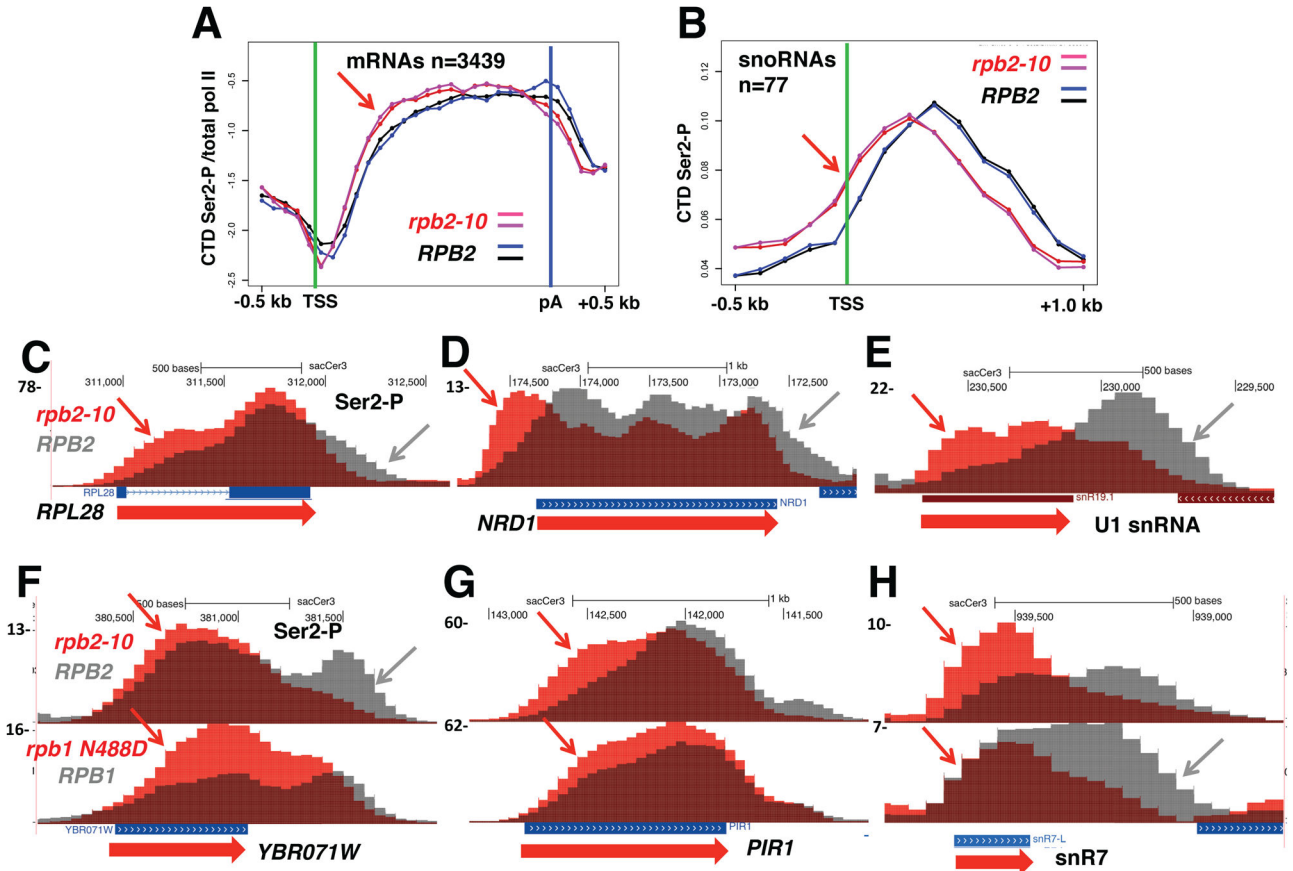 A
mRNAs n=3439
CTD Ser2-P /total pol II
-0.5
-1.0
-1.5
-2.0
-2.5
rpb2-10
RPB2
-0.5 kb TSS pA +0.5 kb
B
snoRNAs
n=77
rpb2-10
RPB2
CTD Ser2-P
0.12
0.10
0.08
0.06
0.04
-0.5 kb TSS +1.0 kb
C
500 bases sacCer3
78-
311,000 311,500 312,000 312,500
rpb2-10
RPB2
Ser2-P
RPL28
RPL28
D
sacCer3 1 kb
13-
174,500 174,000 173,500 173,000 172,500
NRD1
NRD1
E
sacCer3 500 bases
22-
230,500 230,000 229,500
snR19.1
U1 snRNA
F
500 bases sacCer3
380,500 381,000 381,500
13-
Ser2-P
rpb2-10
RPB2
16-
rpb1 N488D
RPB1
YBR071W
YBR071W
G
sacCer3 1 kb
143,000 142,500 142,000 141,500
60-
62-
PIR1
PIR1
H
sacCer3 500 bases
939,500 939,000
10-
7-
snR7-L
snR7